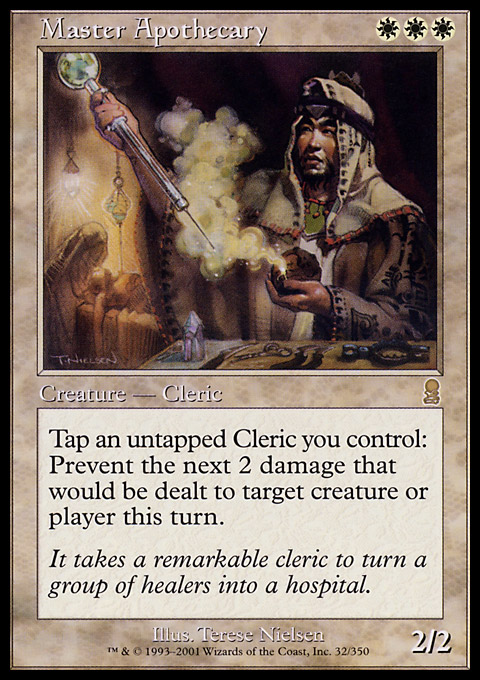 Master Apothecary
T. NIELSEN
Creature — Cleric
Tap an untapped Cleric you control:
Prevent the next 2 damage that
would be dealt to target creature or
player this turn.
It takes a remarkable cleric to turn a
group of healers into a hospital.
Illus. Terese Nielsen
™ & © 1993–2001 Wizards of the Coast, Inc. 32/350
2/2